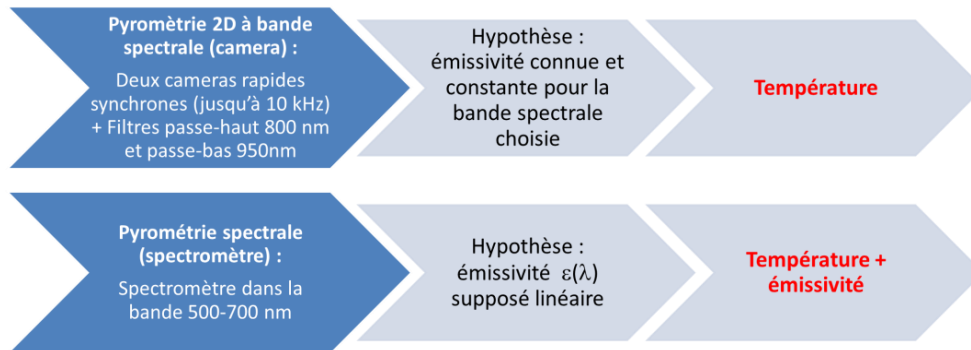 Pyromètrie 2D à bande
spectrale (camera) :
Deux cameras rapides
synchrones (jusqu'à 10 kHz)
+ Filtres passe-haut 800 nm
et passe-bas 950nm
Hypothèse :
émissivité connue et
constante pour la
bande spectrale
choisie
Température
Pyrométrie spectrale
(spectromètre) :
Spectromètre dans la
bande 500-700 nm
Hypothèse :
émissivité ε(λ)
supposé linéaire
Température +
émissivité